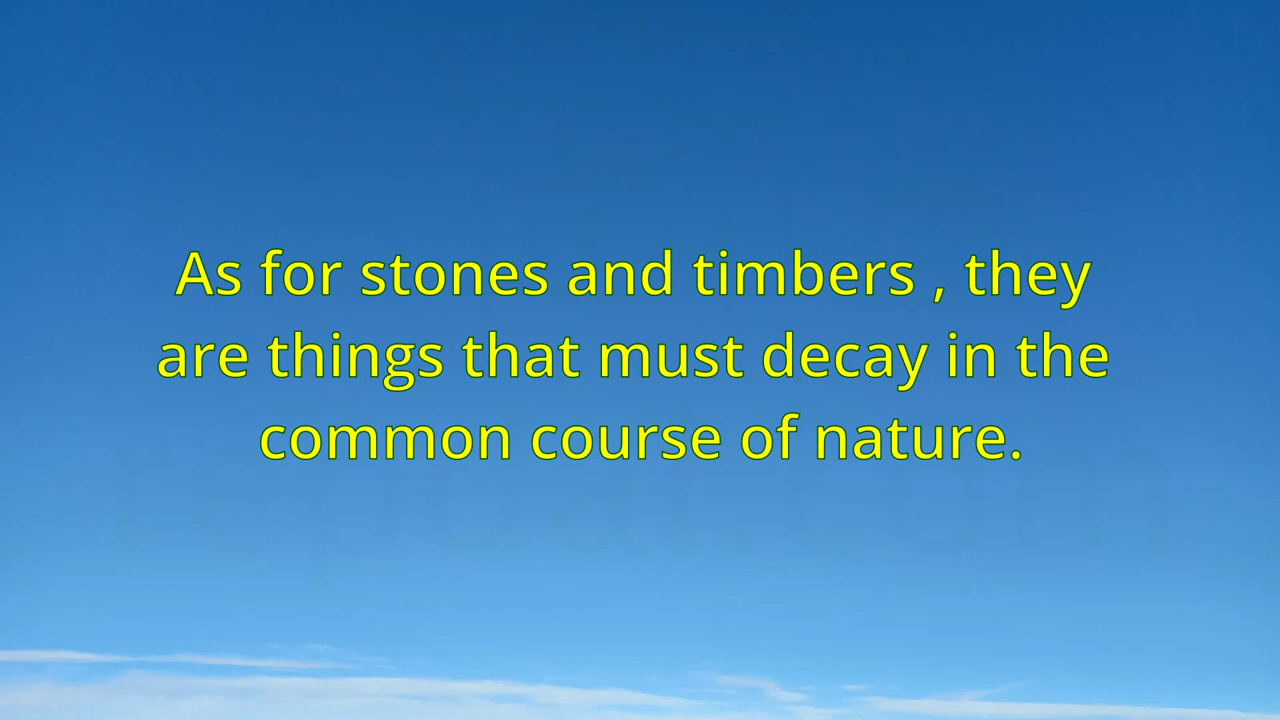 As for stones and timbers , they
are things that must decay in the
common course of nature.